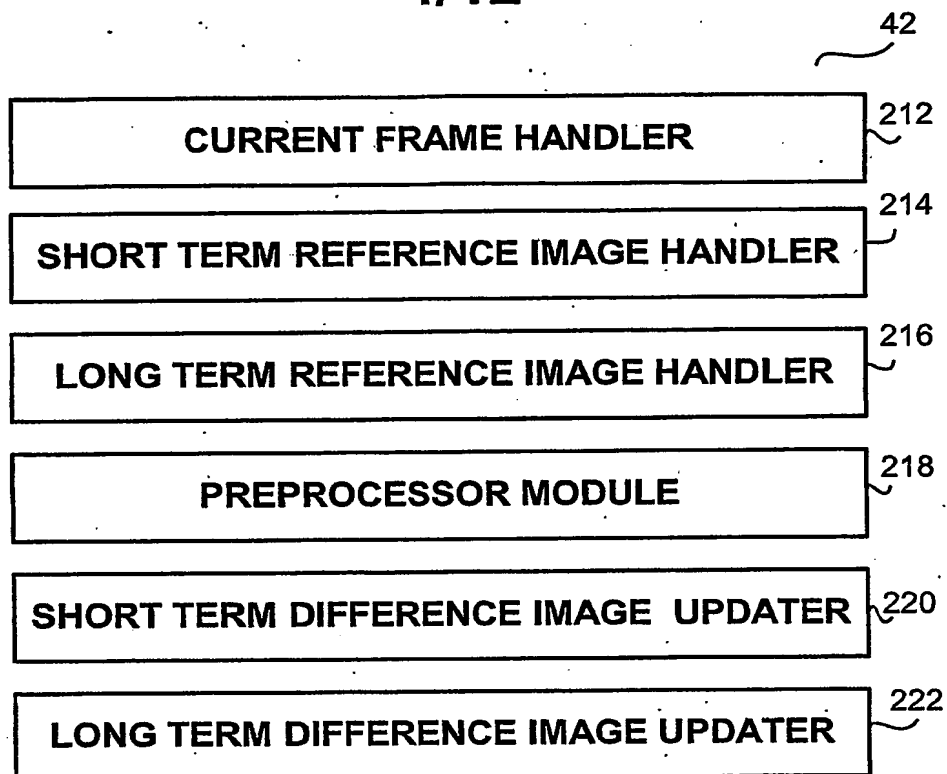 42
CURRENT FRAME HANDLER 212
SHORT TERM REFERENCE IMAGE HANDLER 214
LONG TERM REFERENCE IMAGE HANDLER 216
PREPROCESSOR MODULE 218
SHORT TERM DIFFERENCE IMAGE UPDATER 220
LONG TERM DIFFERENCE IMAGE UPDATER 222